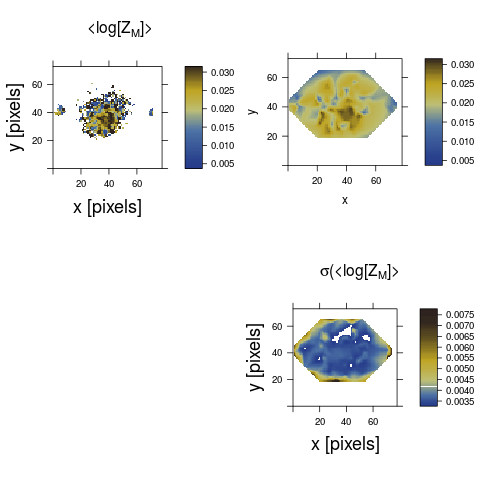 <log[Z_M]>
60
40
20
20 40 60
y [pixels]
x [pixels]
0.030
0.025
0.020
0.015
0.010
0.005
60
40
20
0
20 40 60
y
x
0.030
0.025
0.020
0.015
0.010
0.005
σ(<log[Z_M]>
60
40
20
20 40 60
y [pixels]
x [pixels]
0.0075
0.0070
0.0065
0.0060
0.0055
0.0050
0.0045
0.0040
0.0035